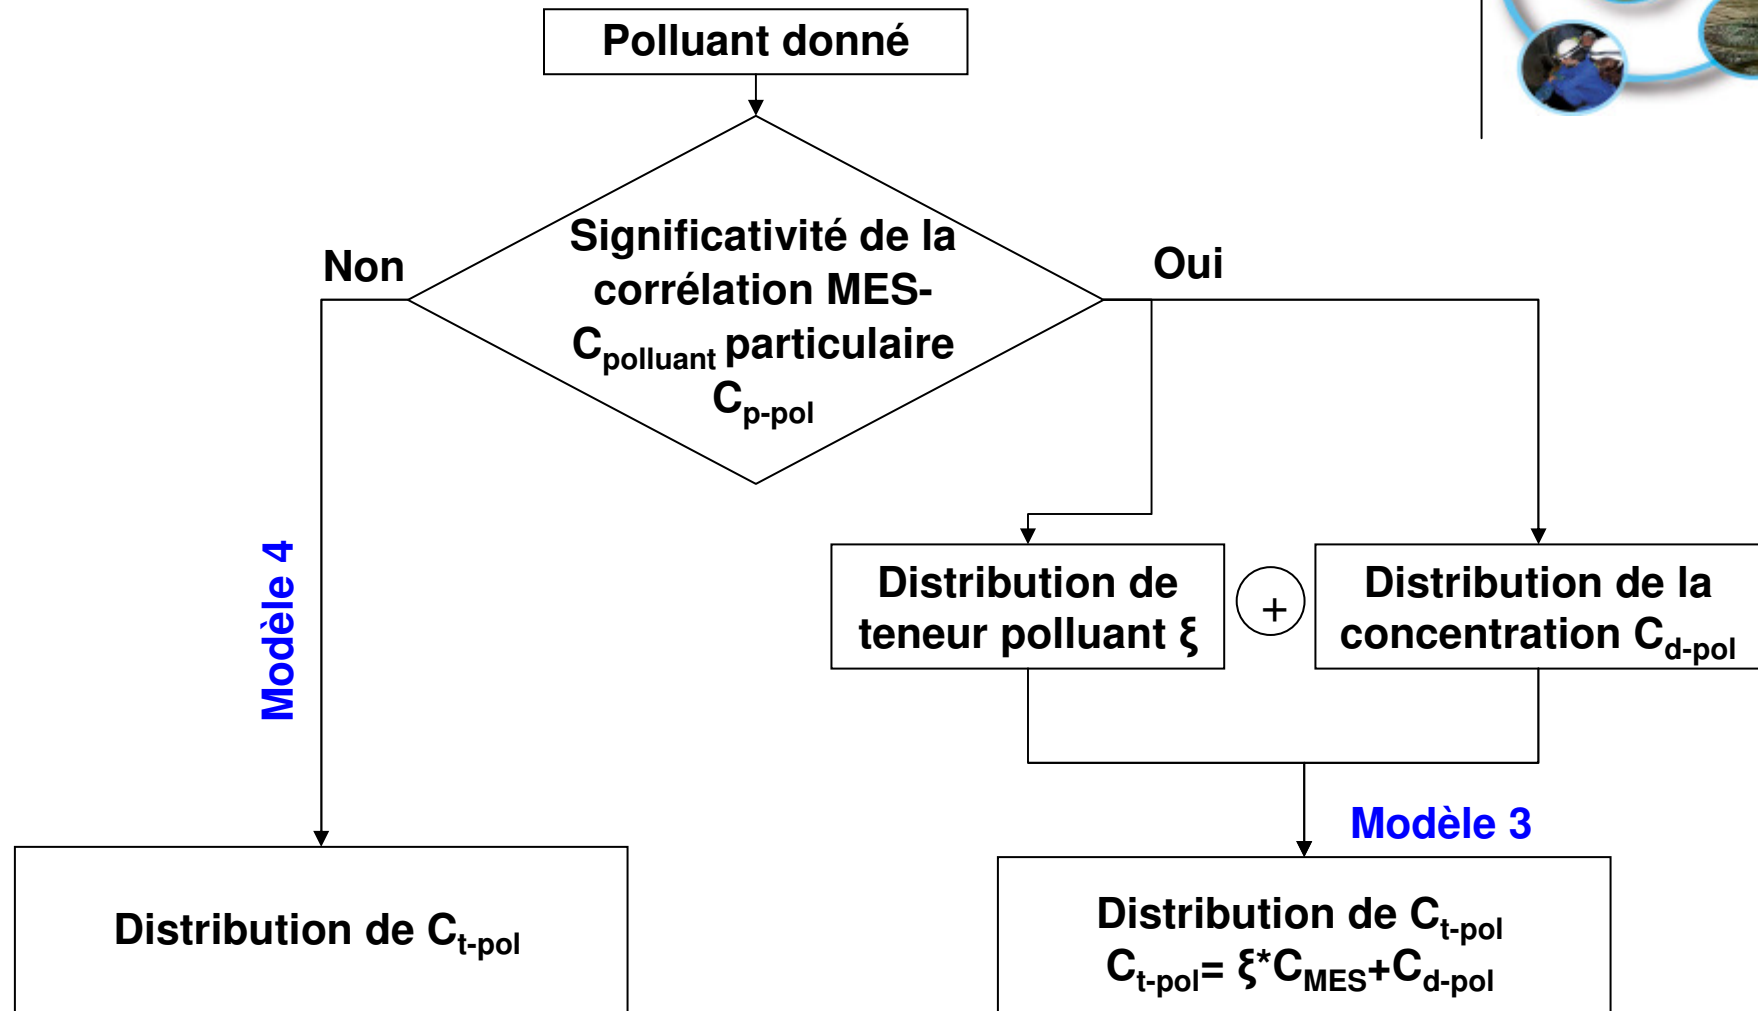 Polluant donné
Significativité de la
corrélation MES-
Cpolluant particulaire
Cp-pol
Non
Oui
Modèle 4
Distribution de
teneur polluant ξ
+
Distribution de la
concentration Cd-pol
Modèle 3
Distribution de Ct-pol
Distribution de Ct-pol
Ct-pol= ξ*CMES+Cd-pol